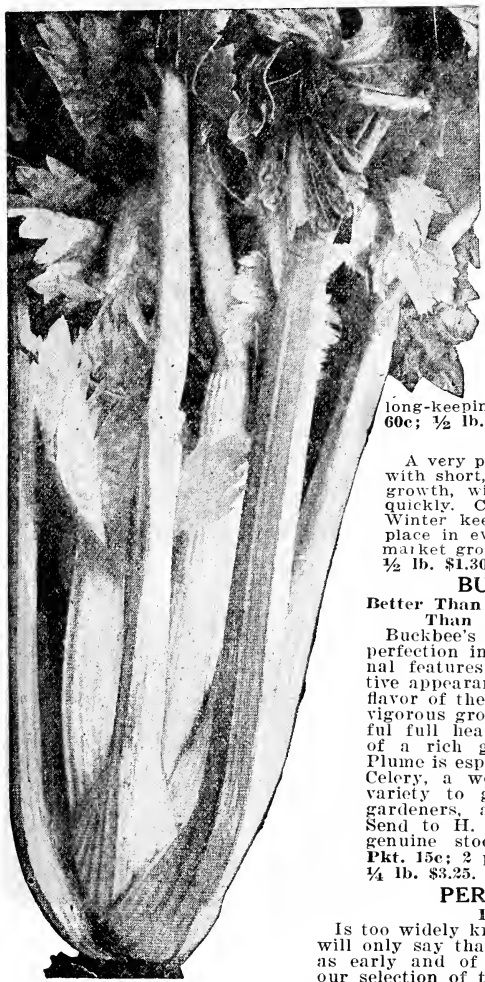 long-keepin
60c; ½ lb.
A very p
with short,
growth, wi
quickly. C
Winter kee
place in ev
market gro
½ lb. $1.30
BU
Better Than
Than
Buckbee's
perfection in
nal features
tive appearan
flavor of the
vigorous gro
ful full hea
of a rich g
Plume is esp
Celery, a w
variety to g
gardeners, a
Send to H.
genuine stoc
Pkt. 15c; 2 p
¼ lb. $3.25.
PER
Is too widely kn
will only say tha
as early and of
our selection of t